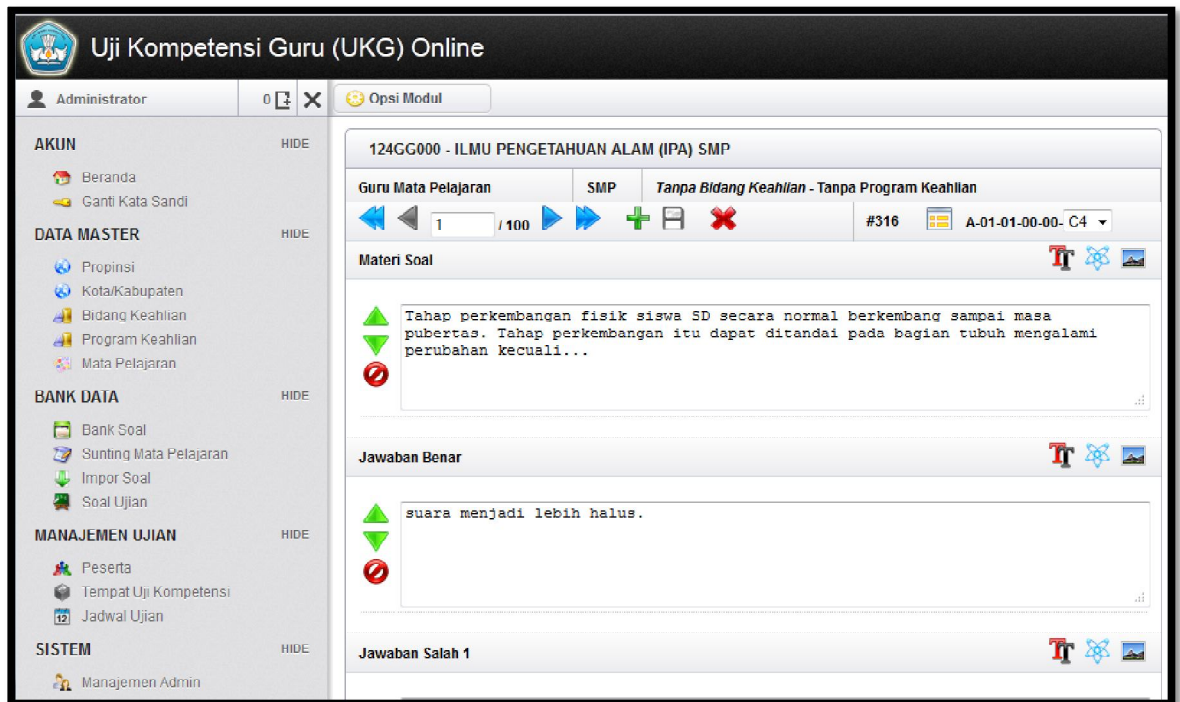 Uji Kompetensi Guru (UKG) Online
Administrator
0
Opsi Modul
AKUN HIDE
Beranda
Ganti Kata Sandi
DATA MASTER HIDE
Propinsi
Kota/Kabupaten
Bidang Keahlian
Program Keahlian
Mata Pelajaran
BANK DATA HIDE
Bank Soal
Sunting Mata Pelajaran
Impor Soal
Soal Ujian
MANAJEMEN UJIAN HIDE
Peserta
Tempat Uji Kompetensi
12 Jadwal Ujian
SISTEM HIDE
Manajemen Admin
124GG000 - ILMU PENGETAHUAN ALAM (IPA) SMP
Guru Mata Pelajaran SMP Tanpa Bidang Keahlian - Tanpa Program Keahlian
1 / 100 #316 A-01-01-00-00- C4
Materi Soal
Tahap perkembangan fisik siswa SD secara normal berkembang sampai masa
pubertas. Tahap perkembangan itu dapat ditandai pada bagian tubuh mengalami
perubahan kecuali...
Jawaban Benar
suara menjadi lebih halus.
Jawaban Salah 1